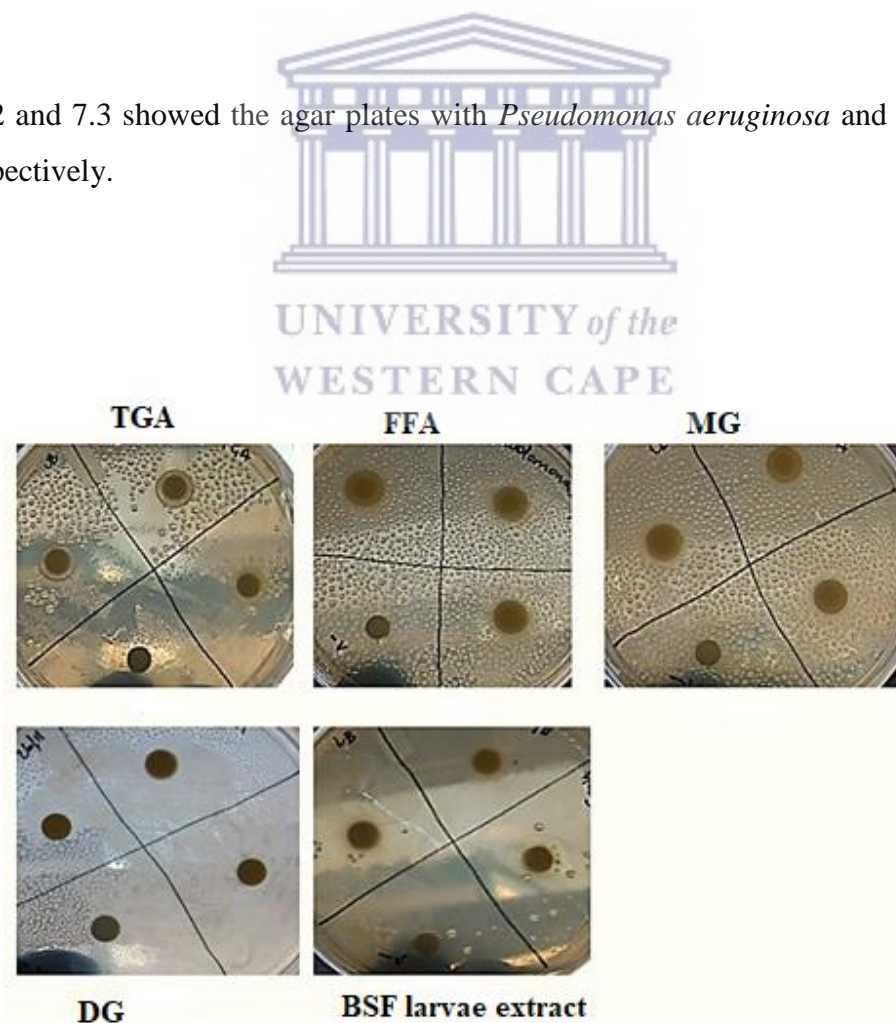 2 and 7.3 showed the agar plates with Pseudomonas aeruginosa and
pectively.
UNIVERSITY of the
WESTERN CAPE
TGA
FFA
MG
-V
DG
BSF larvae extract